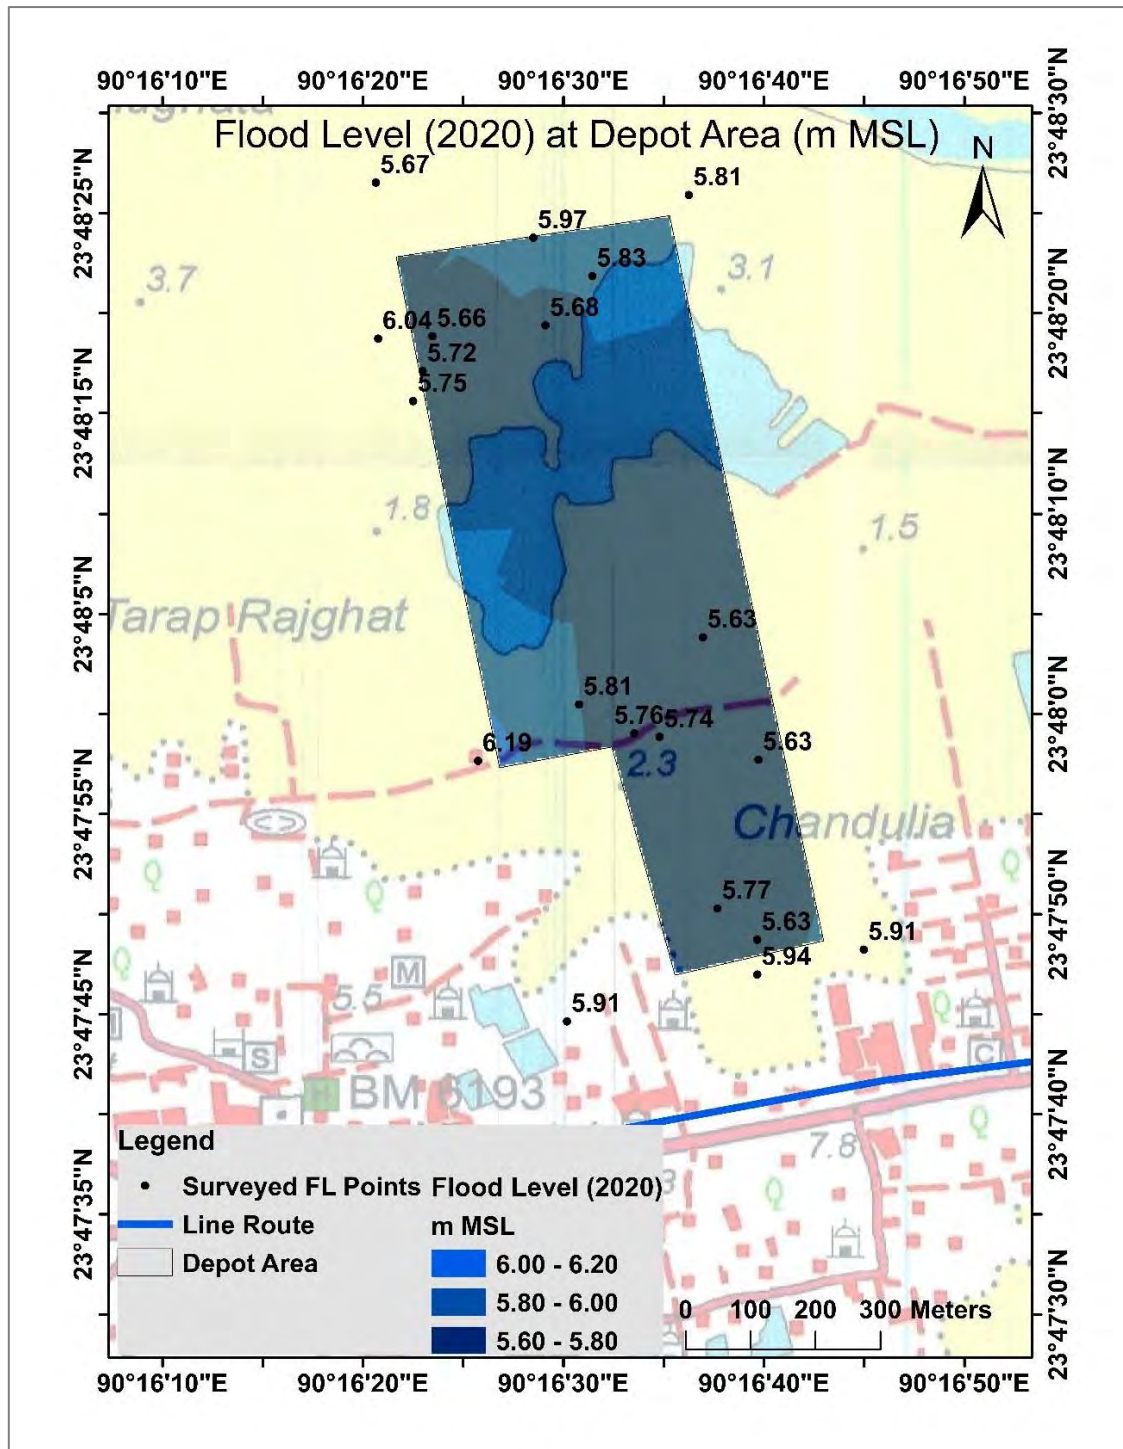 90°16'10"E 90°16'20"E 90°16'30"E 90°16'40"E 90°16'50"E
Flood Level (2020) at Depot Area (m MSL)
N
23°48'30"N
23°48'25"N
23°48'20"N
23°48'15"N
23°48'10"N
23°48'5"N
23°48'0"N
23°47'55"N
23°47'50"N
23°47'45"N
23°47'40"N
23°47'35"N
23°47'30"N
5.67
5.81
5.97
5.83
3.1
3.7
5.68
6.04 5.66
5.72
5.75
1.8
1.5
Tarap Rajghat
5.63
5.81
5.76 5.74
6.19
5.63
2.3
Chandulia
5.77
5.63
5.91
5.94
5.91
M
5.5
S
C
H
BM 6193
7.8
Q
Q
Q
Q
Q
Q
Legend
Surveyed FL Points
Line Route
Depot Area
Flood Level (2020)
m MSL
6.00 - 6.20
5.80 - 6.00
5.60 - 5.80
0 100 200 300 Meters
90°16'10"E 90°16'20"E 90°16'30"E 90°16'40"E 90°16'50"E